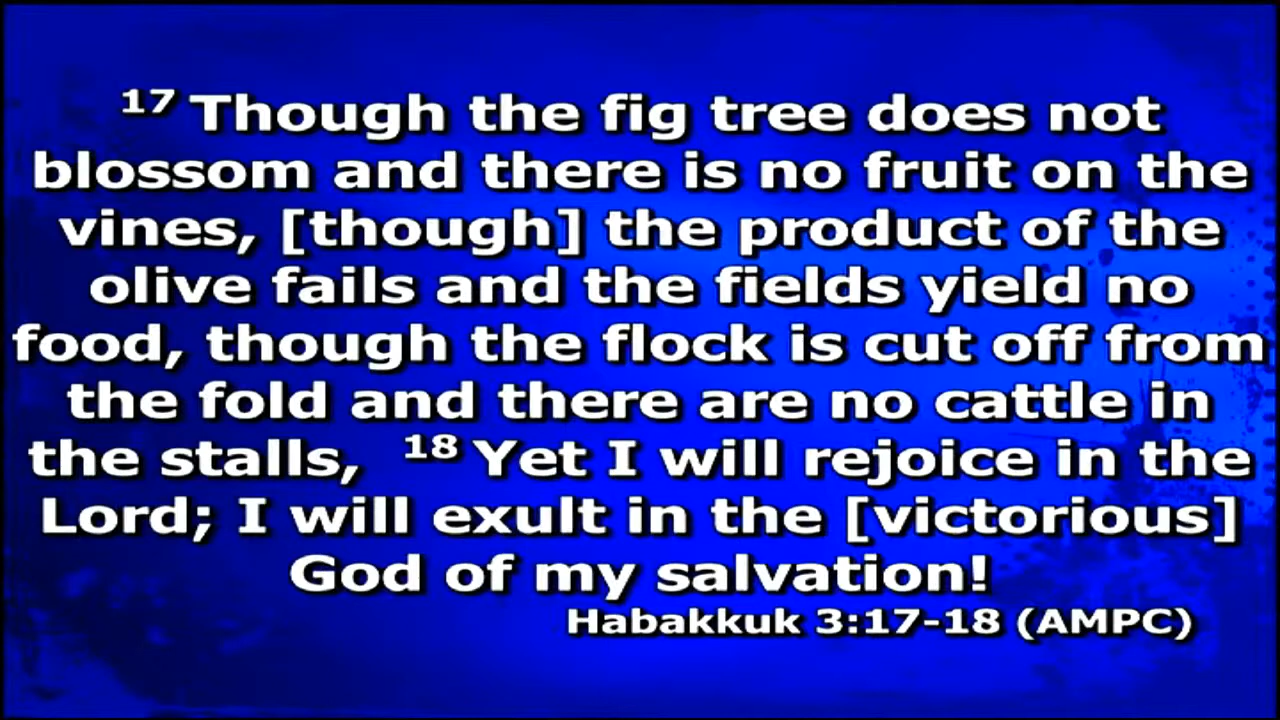 17 Though the fig tree does not
blossom and there is no fruit on the
vines, [though] the product of the
olive fails and the fields yield no
food, though the flock is cut off from
the fold and there are no cattle in
the stalls, 18 Yet I will rejoice in the
Lord; I will exult in the [victorious]
God of my salvation!
Habakkuk 3:17-18 (AMPC)